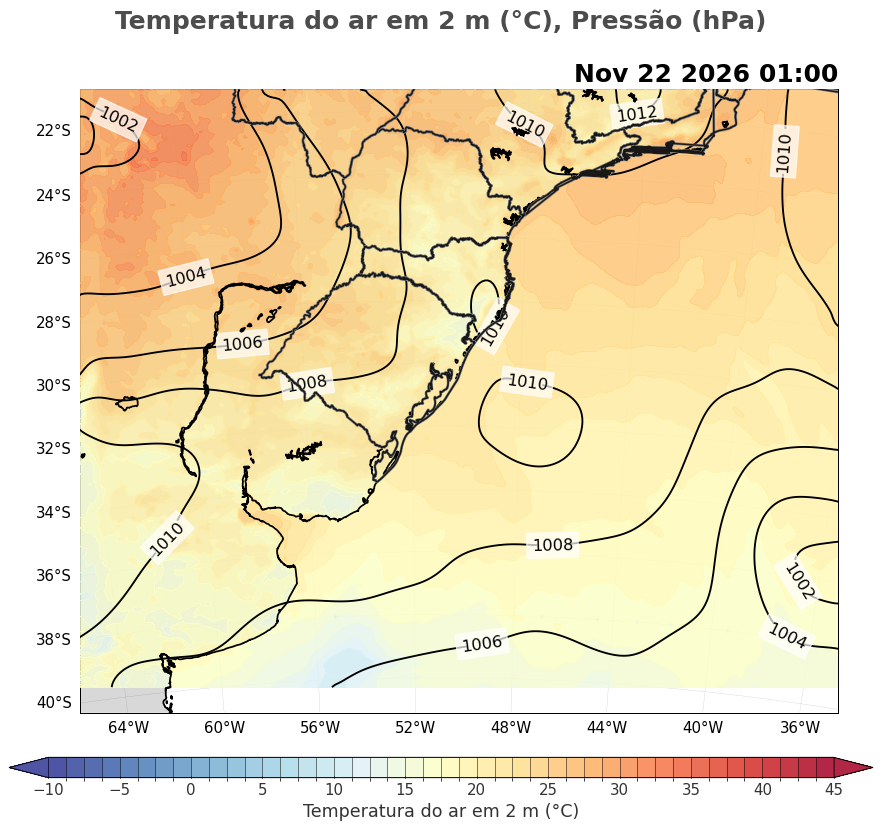 Temperatura do ar em 2 m (°C), Pressão (hPa)
Nov 22 2026 01:00
1002
1010
1012
1010
1004
1006
1008
1010
1010
1010
1008
1002
1004
1006
22°S
24°S
26°S
28°S
30°S
32°S
34°S
36°S
38°S
40°S
64°W 60°W 56°W 52°W 48°W 44°W 40°W 36°W
−10 −5 0 5 10 15 20 25 30 35 40 45
Temperatura do ar em 2 m (°C)